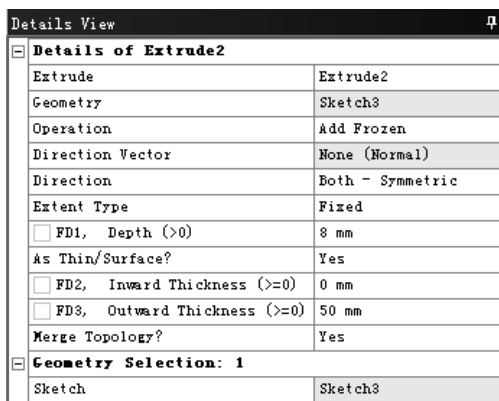 Details View
Details of Extrude2
Extrude Extrude2
Geometry Sketch3
Operation Add Frozen
Direction Vector None (Normal)
Direction Both - Symmetric
Extent Type Fixed
FD1, Depth (>0) 8 mm
As Thin/Surface? Yes
FD2, Inward Thickness (>=0) 0 mm
FD3, Outward Thickness (>=0) 50 mm
Merge Topology? Yes
Geometry Selection: 1
Sketch Sketch3